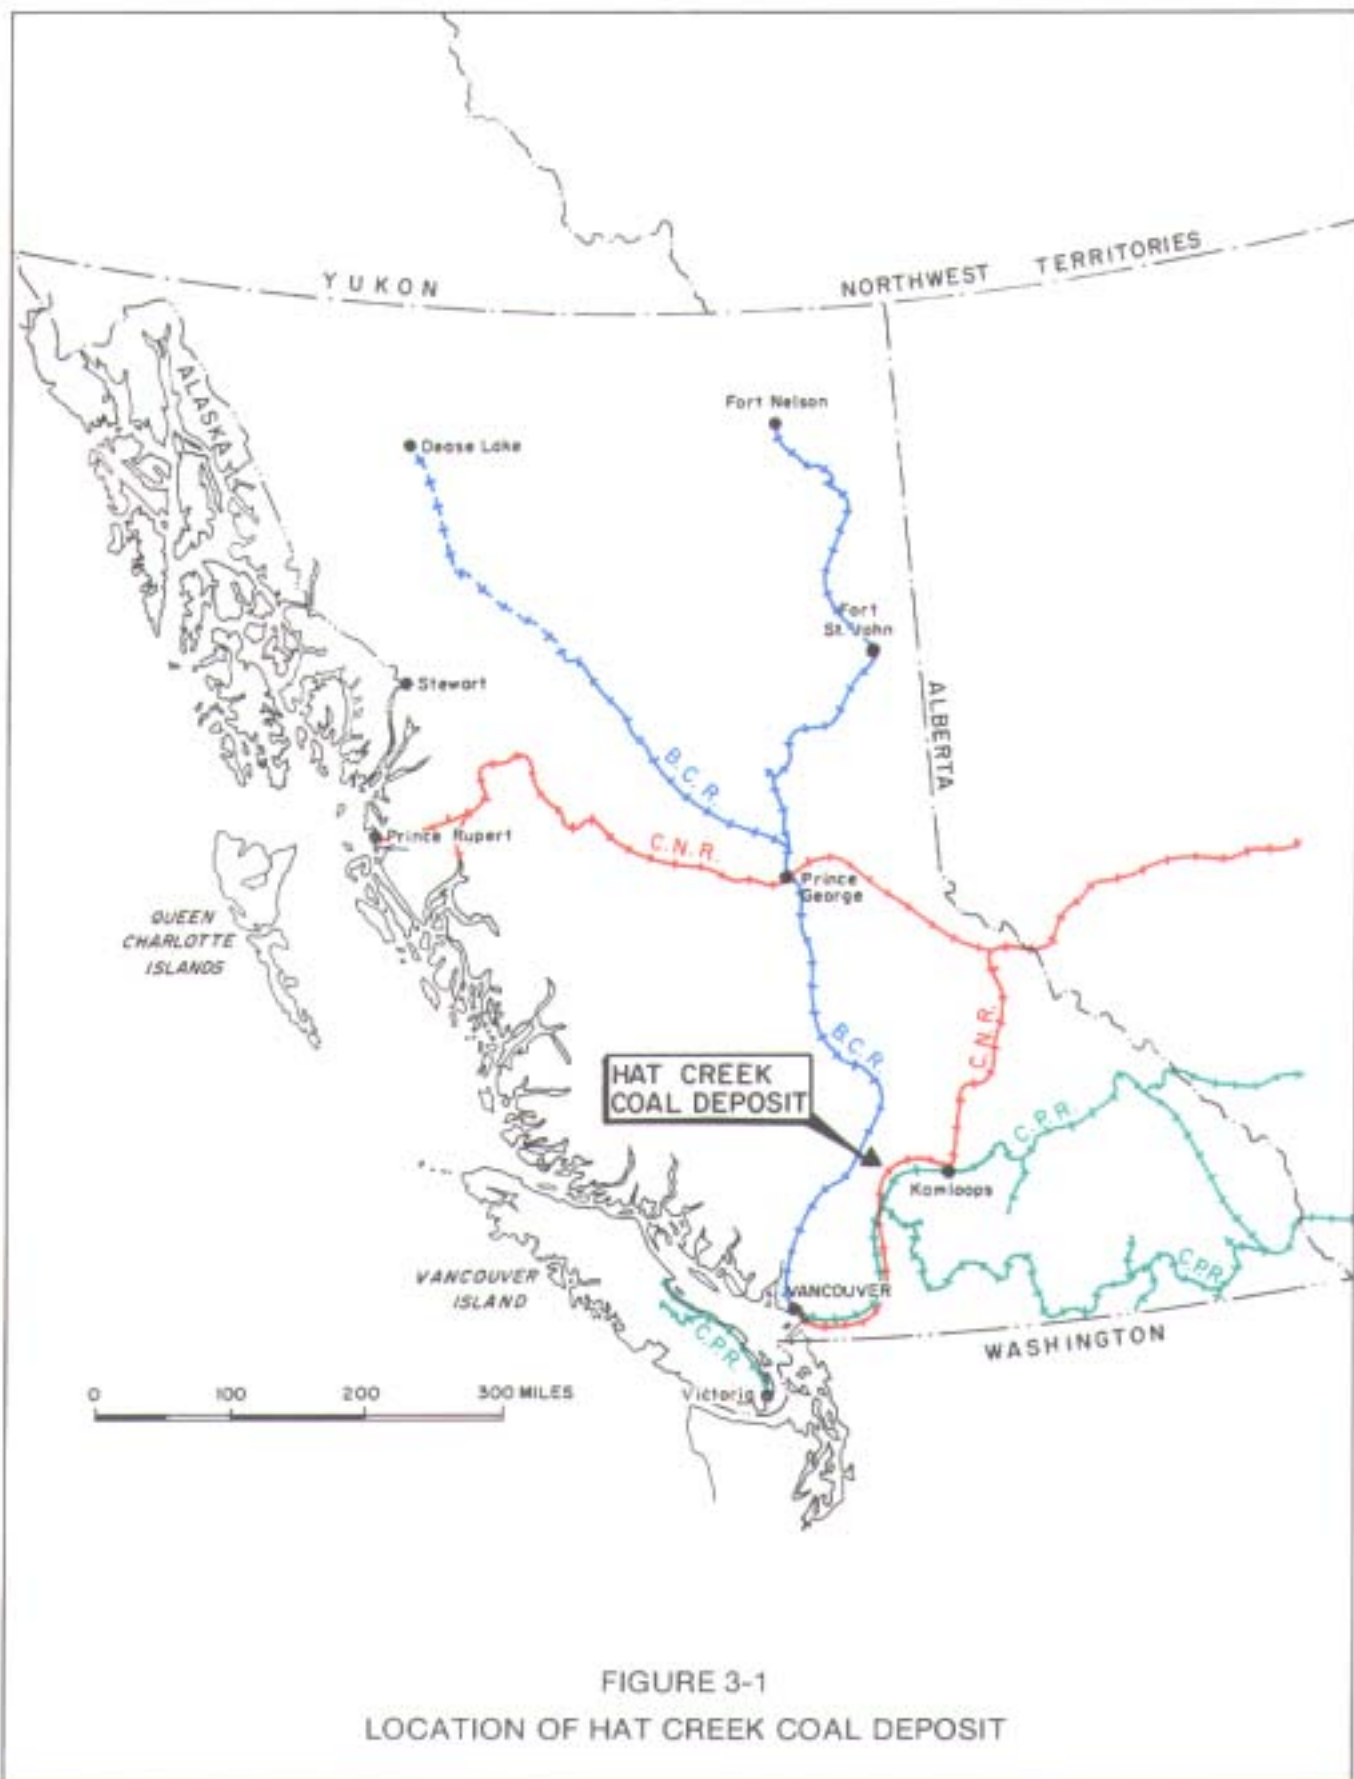 YUKON
NORTHWEST TERRITORIES
ALASKA
Fort Nelson
Dease Lake
Fort
St. John
Stewart
ALBERTA
B.C.R.
C.N.R.
Prince Rupert
Prince
George
QUEEN
CHARLOTTE
ISLANDS
C.N.R.
B.C.R.
HAT CREEK
COAL DEPOSIT
C.P.R.
Kamloops
VANCOUVER
ISLAND
C.P.R.
VANCOUVER
C.P.R.
WASHINGTON
Victoria
0 100 200 300 MILES
FIGURE 3-1
LOCATION OF HAT CREEK COAL DEPOSIT